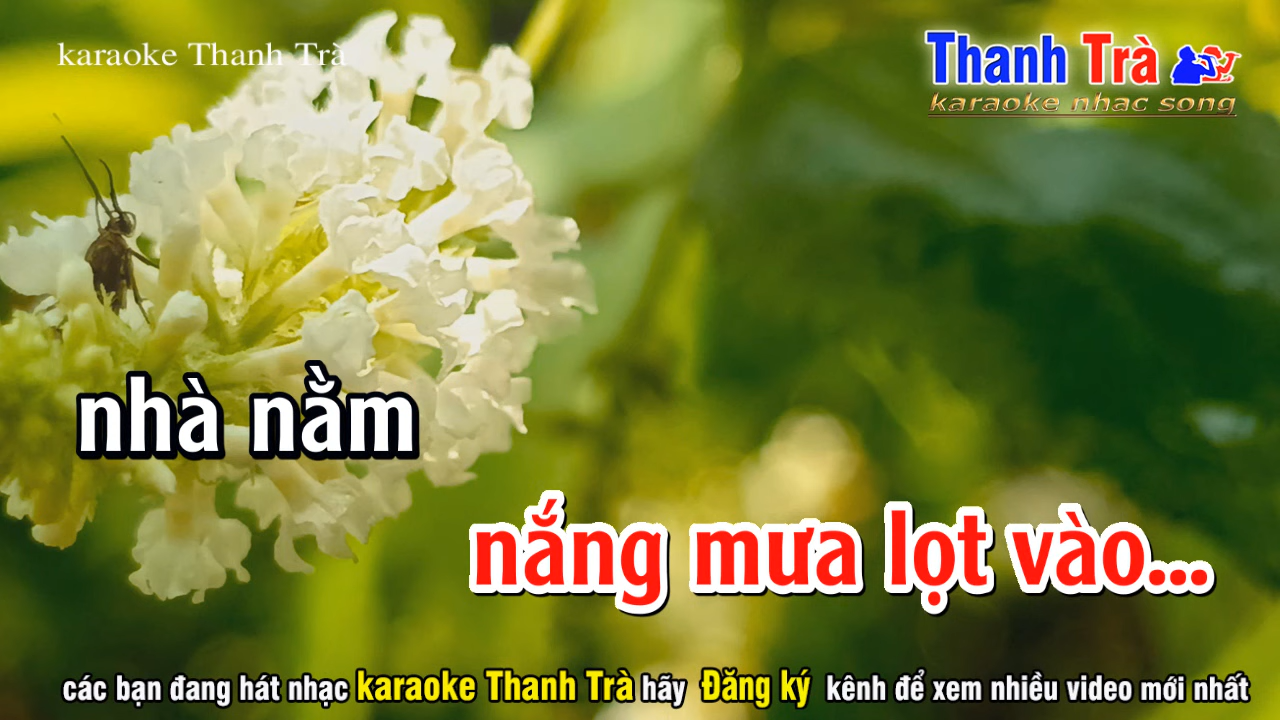 karaoke Thanh Trà
Thanh Trà
karaoke nhac song
nhà nằm
nắng mưa lọt vào...
các bạn đang hát nhạc karaoke Thanh Trà hãy Đăng ký kênh để xem nhiều video mới nhất